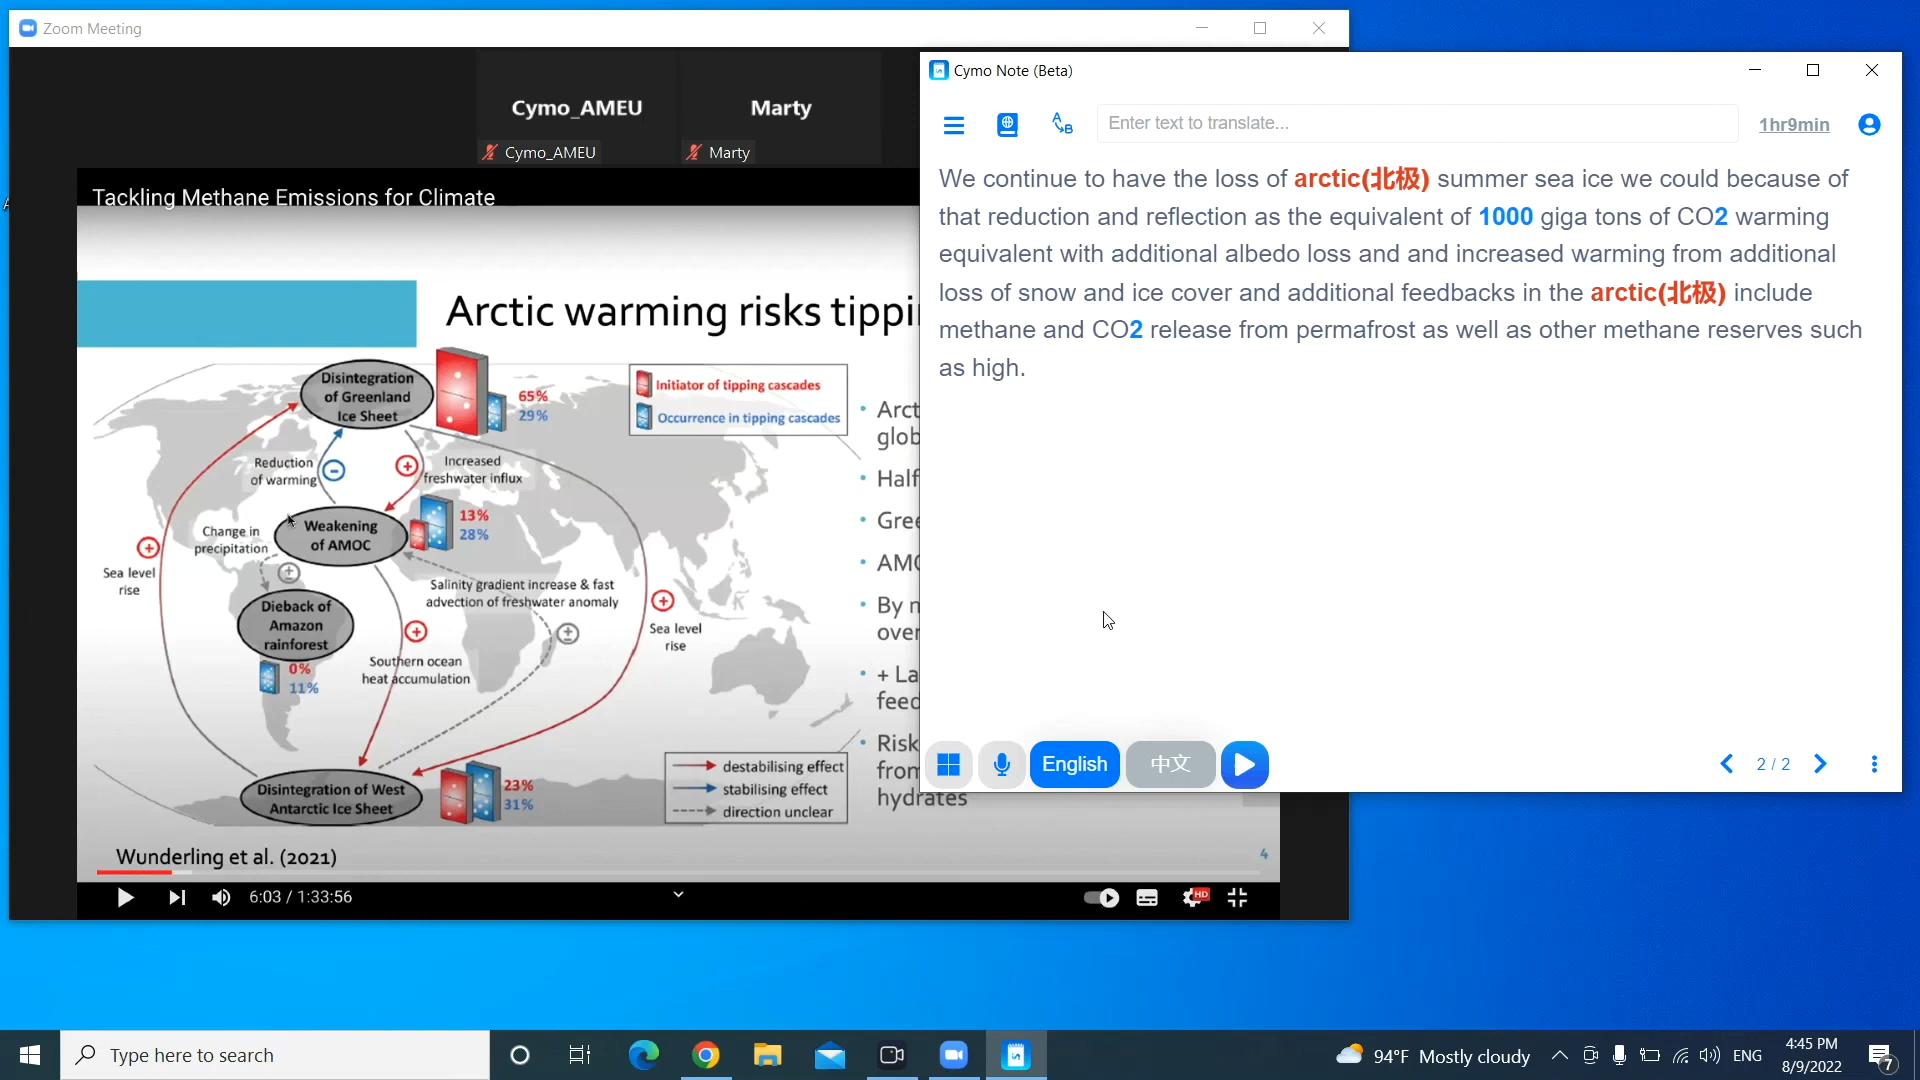 Zoom Meeting
Cymo_AMEU
Marty
Cymo_AMEU
Marty
Tackling Methane Emissions for Climate
Arctic warming risks tippi
Disintegration
of Greenland
Ice Sheet
65%
29%
Initiator of tipping cascades
Occurrence in tipping cascades
Reduction
of warming
Increased
freshwater influx
Weakening
of AMOC
13%
28%
Change in
precipitation
Sea level
rise
Salinity gradient increase & fast
advection of freshwater anomaly
Dieback of
Amazon
rainforest
0%
11%
Southern ocean
heat accumulation
Sea level
rise
Disintegration of West
Antarctic Ice Sheet
23%
31%
destabilising effect
stabilising effect
direction unclear
Arct
glob
Half
Gree
AMO
By n
over
+ La
feed
Risk
from
hydrates
Wunderling et al. (2021)
4
6:03 / 1:33:56
HD
Cymo Note (Beta)
Enter text to translate...
1hr9min
We continue to have the loss of arctic(北极) summer sea ice we could because of
that reduction and reflection as the equivalent of 1000 giga tons of CO2 warming
equivalent with additional albedo loss and and increased warming from additional
loss of snow and ice cover and additional feedbacks in the arctic(北极) include
methane and CO2 release from permafrost as well as other methane reserves such
as high.
English
中文
2 / 2
Type here to search
94°F Mostly cloudy
ENG
4:45 PM
8/9/2022
7